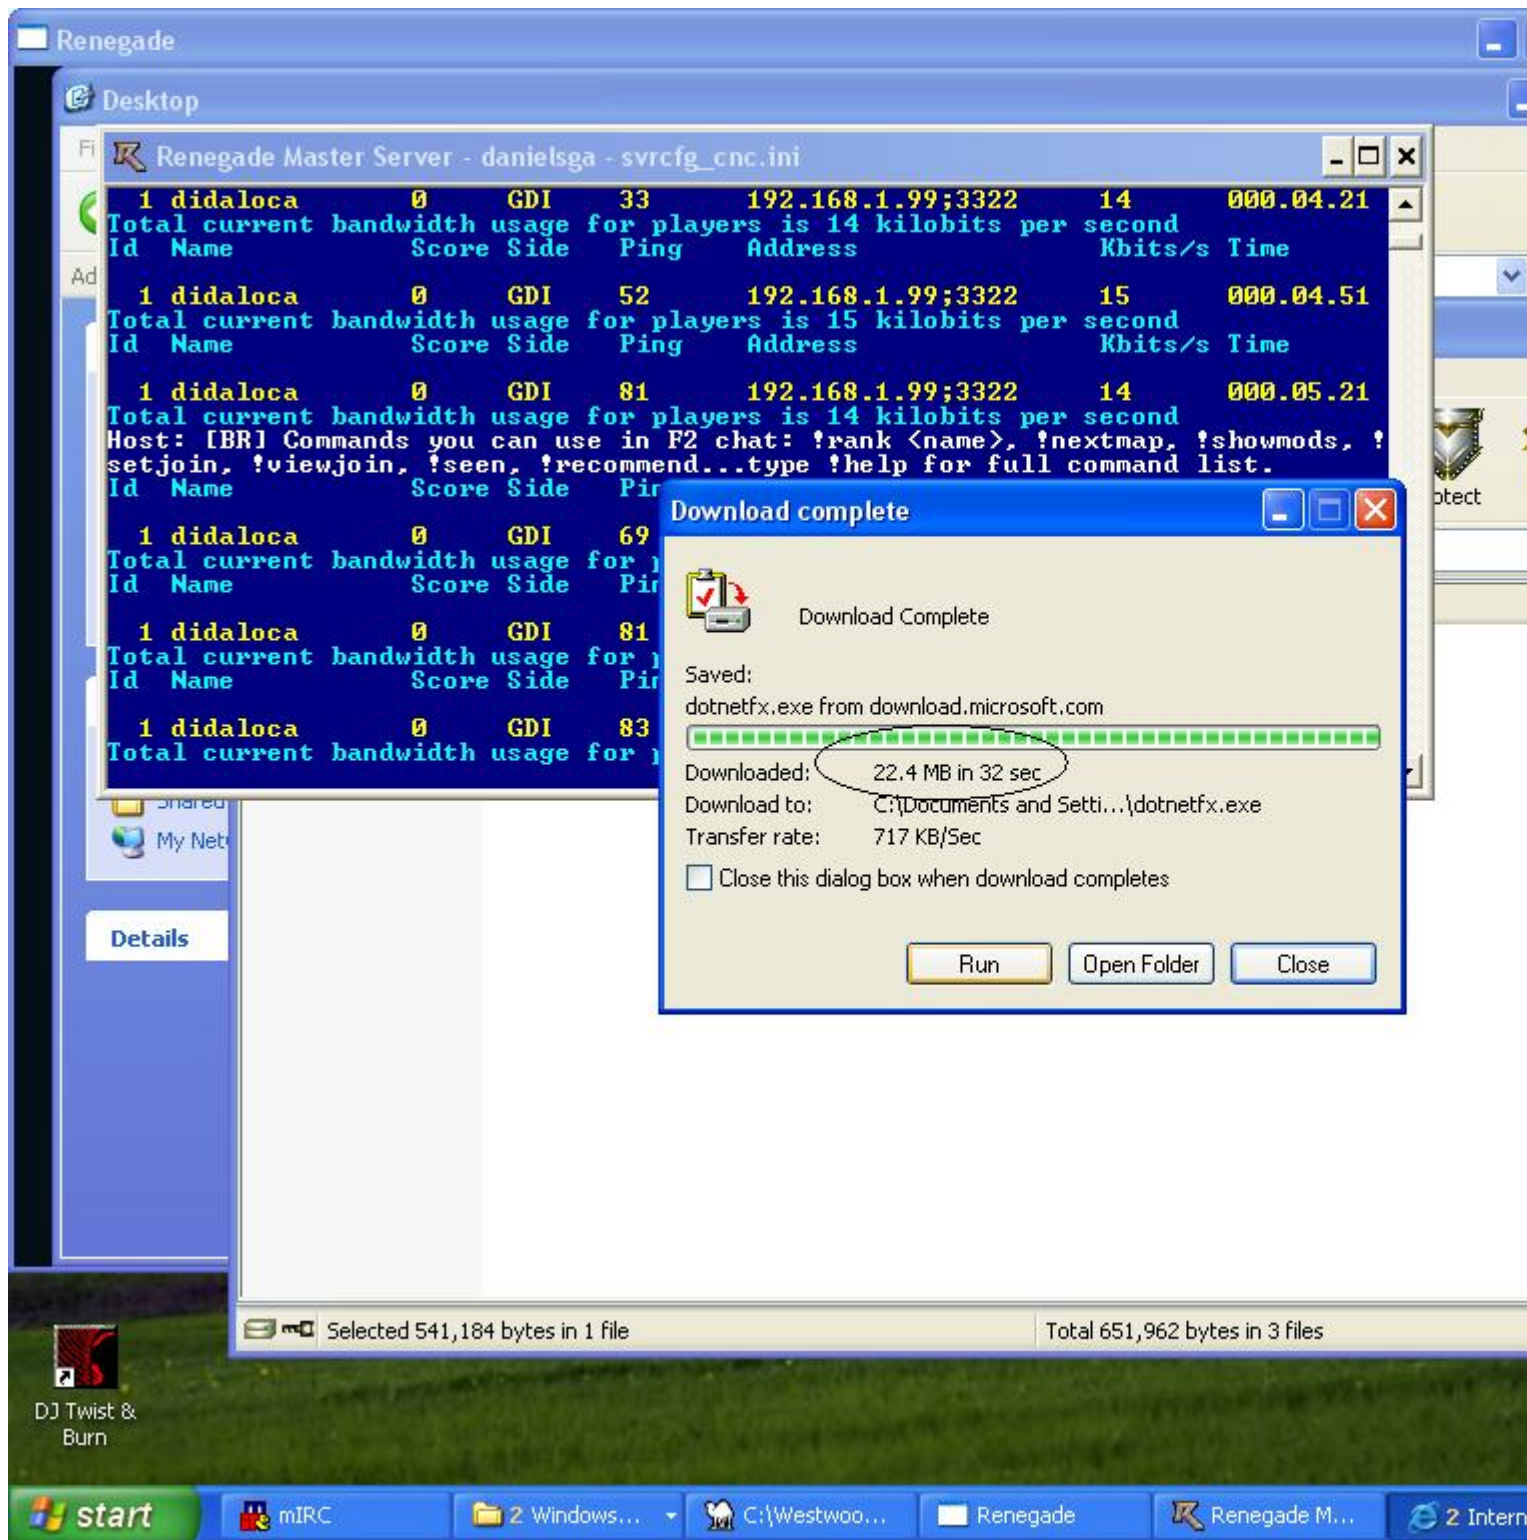 Renegade
Desktop
Fi
Renegade Master Server - danielsga - svrcfg_cnc.ini
Ad
1 didaloca 0 GDI 33 192.168.1.99;3322 14 000.04.21
Total current bandwidth usage for players is 14 kilobits per second
Id Name Score Side Ping Address Kbits/s Time
1 didaloca 0 GDI 52 192.168.1.99;3322 15 000.04.51
Total current bandwidth usage for players is 15 kilobits per second
Id Name Score Side Ping Address Kbits/s Time
1 didaloca 0 GDI 81 192.168.1.99;3322 14 000.05.21
Total current bandwidth usage for players is 14 kilobits per second
Host: [BR] Commands you can use in F2 chat: !rank <name>, !nextmap, !showmods, !
setjoin, !viewjoin, !seen, !recommend...type !help for full command list.
Id Name Score Side Pin
1 didaloca 0 GDI 69
Total current bandwidth usage for p
Id Name Score Side Pin
1 didaloca 0 GDI 81
Total current bandwidth usage for p
Id Name Score Side Pin
1 didaloca 0 GDI 83
Total current bandwidth usage for p
otect
Download complete
Download Complete
Saved:
dotnetfx.exe from download.microsoft.com
Downloaded: 22.4 MB in 32 sec
Download to: C:\Documents and Setti...\dotnetfx.exe
Transfer rate: 717 KB/Sec
Close this dialog box when download completes
Run Open Folder Close
Shared
My Net
Details
Selected 541,184 bytes in 1 file
Total 651,962 bytes in 3 files
DJ Twist &
Burn
start mIRC 2 Windows... C:\Westwoo... Renegade Renegade M... 2 Intern